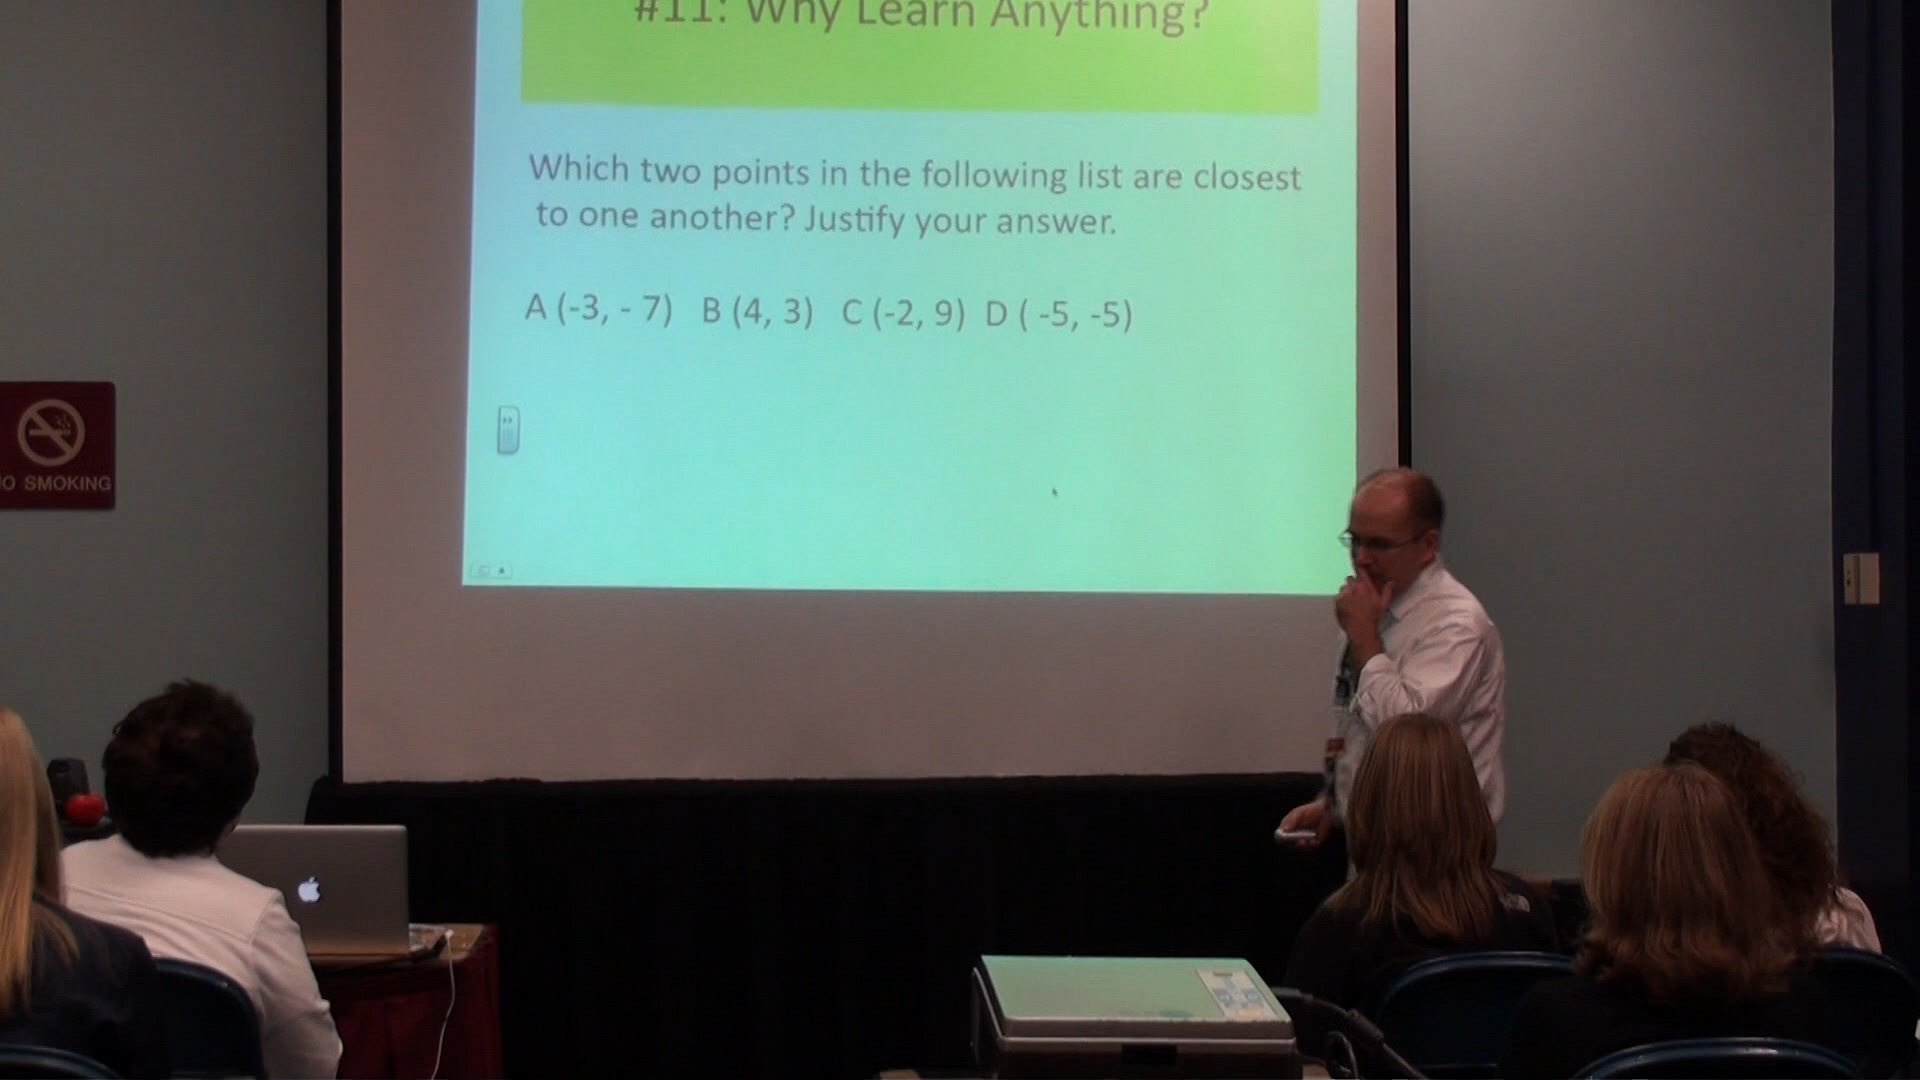 #11: Why Learn Anything?
Which two points in the following list are closest
to one another? Justify your answer.
A (-3, - 7) B (4, 3) C (-2, 9) D ( -5, -5)
O SMOKING